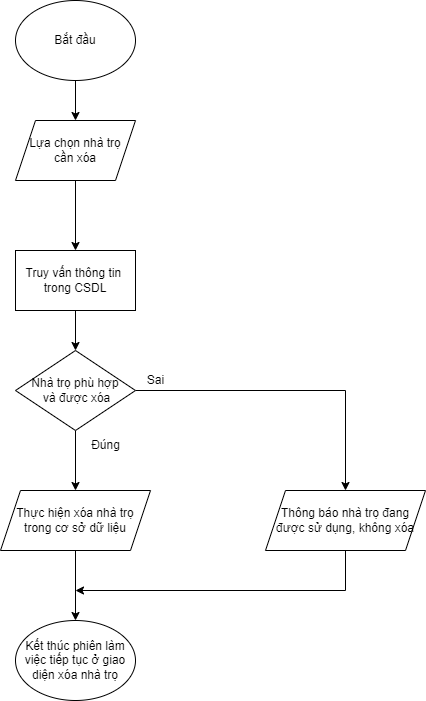 Bắt đầu
Lựa chọn nhà trọ
cần xóa
Truy vấn thông tin
trong CSDL
Nhà trọ phù hợp
và được xóa
Sai
Đúng
Thực hiện xóa nhà trọ
trong cơ sở dữ liệu
Thông báo nhà trọ đang
được sử dụng, không xóa
Kết thúc phiên làm
việc tiếp tục ở giao
diện xóa nhà trọ